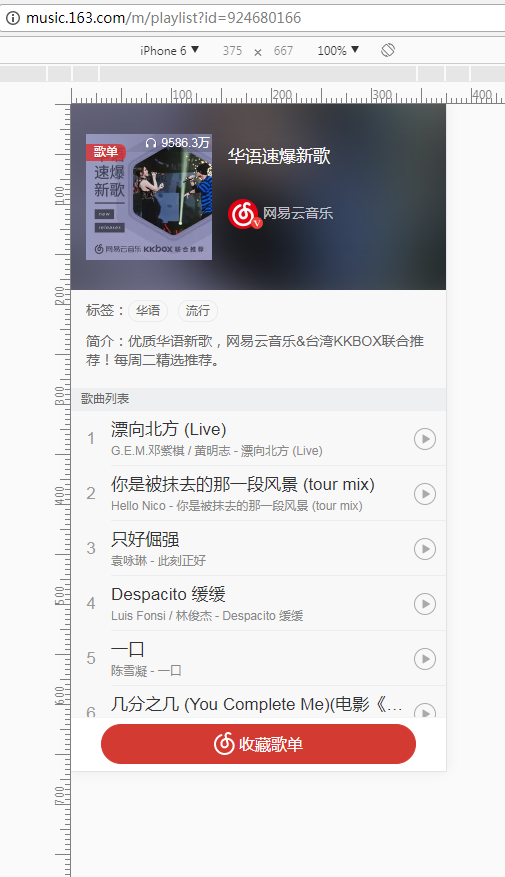 music.163.com/m/playlist?id=924680166
iPhone 6 ▼ 375 × 667 100% ▼
100 200 300 400
100
200
300
400
500
600
700
歌单 9586.3万
速爆
新歌
new
releases
网易云音乐 KKBOX 联合推荐
华语速爆新歌
网易云音乐
V
标签：华语 流行
简介：优质华语新歌，网易云音乐&台湾KKBOX联合推
荐！每周二精选推荐。
歌曲列表
1 漂向北方 (Live)
G.E.M.邓紫棋 / 黄明志 - 漂向北方 (Live)
2 你是被抹去的那一段风景 (tour mix)
Hello Nico - 你是被抹去的那一段风景 (tour mix)
3 只好倔强
袁咏琳 - 此刻正好
4 Despacito 缓缓
Luis Fonsi / 林俊杰 - Despacito 缓缓
5 一口
陈雪凝 - 一口
6 几分之几 (You Complete Me)(电影《…
收藏歌单